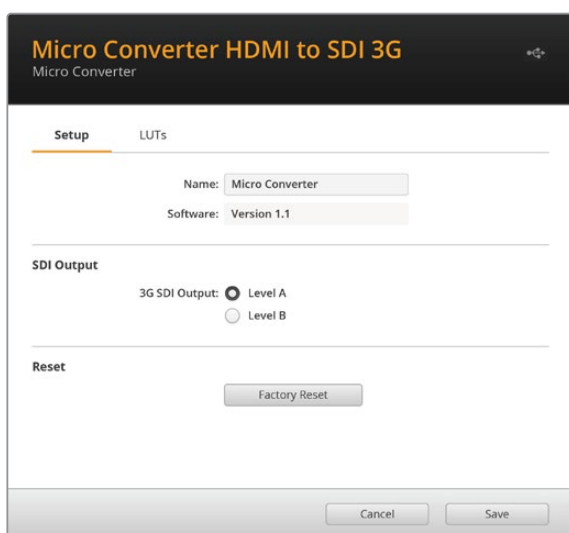 Micro Converter HDMI to SDI 3G
Micro Converter
Setup LUTs
Name: Micro Converter
Software: Version 1.1
SDI Output
3G SDI Output: Level A
Level B
Reset
Factory Reset
Cancel Save